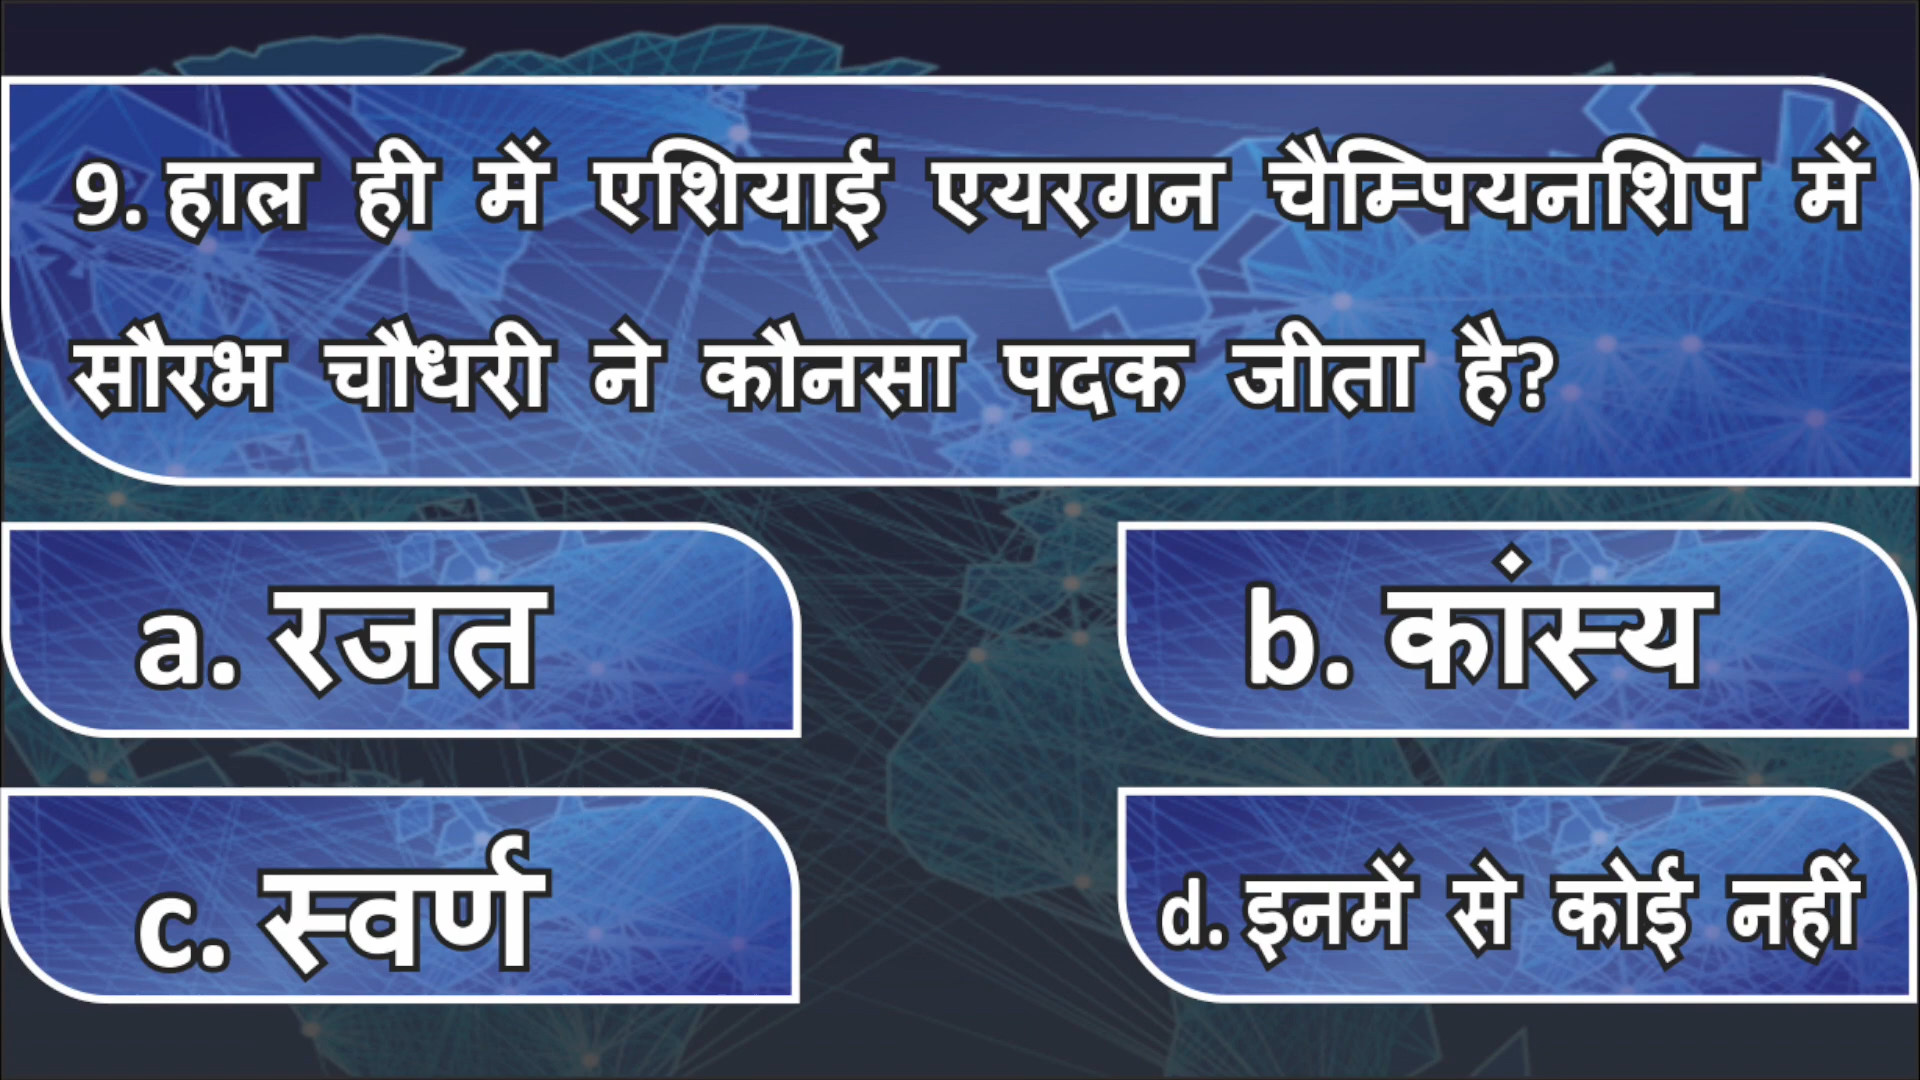 9. हाल ही में एशियाई एयरगन चैम्पियनशिप में
सौरभ चौधरी ने कौनसा पदक जीता है?
a. रजत
b. कांस्य
c. स्वर्ण
d. इनमें से कोई नहीं